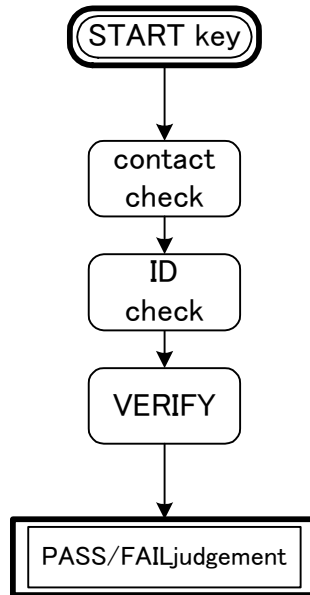 START key
contact
check
ID
check
VERIFY
PASS/FAILjudgement